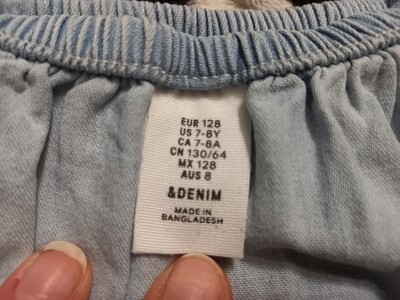 EUR 128
US 7-8Y
CA 7-8A
CN 130/64
MX 128
AUS 8
&DENIM
MADE IN
BANGLADESH